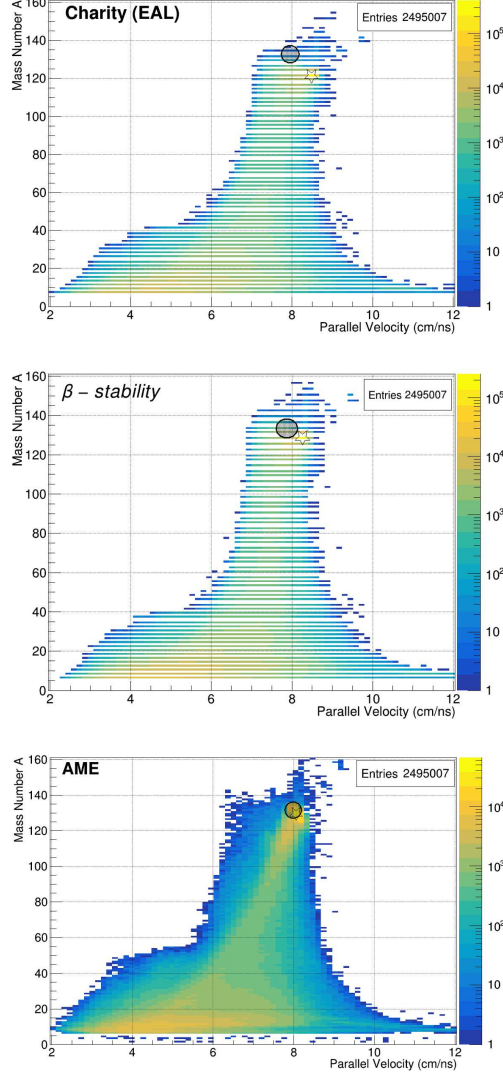 Charity (EAL)
Entries 2495007
Mass Number A
160
140
120
100
80
60
40
20
0
2 4 6 8 10 12
Parallel Velocity (cm/ns)
10⁵
10⁴
10³
10²
10
1
β − stability
Entries 2495007
Mass Number A
160
140
120
100
80
60
40
20
0
2 4 6 8 10 12
Parallel Velocity (cm/ns)
10⁵
10⁴
10³
10²
10
1
AME
Entries 2495007
Mass Number A
160
140
120
100
80
60
40
20
0
2 4 6 8 10 12
Parallel Velocity (cm/ns)
10⁴
10³
10²
10
1